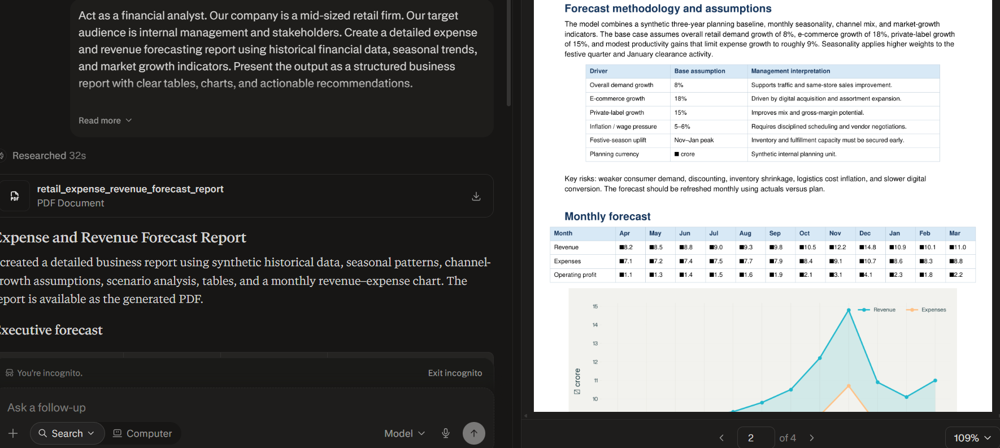 Act as a financial analyst. Our company is a mid-sized retail firm. Our target
audience is internal management and stakeholders. Create a detailed expense
and revenue forecasting report using historical financial data, seasonal trends,
and market growth indicators. Present the output as a structured business
report with clear tables, charts, and actionable recommendations.
Read more
Researched 32s
retail_expense_revenue_forecast_report
PDF
PDF Document
Expense and Revenue Forecast Report
created a detailed business report using synthetic historical data, seasonal patterns, channel-
rowth assumptions, scenario analysis, tables, and a monthly revenue–expense chart. The
eport is available as the generated PDF.
Executive forecast
You're incognito.
Exit incognito
Ask a follow-up
Search
Computer
Model
Forecast methodology and assumptions
The model combines a synthetic three-year planning baseline, monthly seasonality, channel mix, and market-growth
indicators. The base case assumes overall retail demand growth of 8%, e-commerce growth of 18%, private-label growth
of 15%, and modest productivity gains that limit expense growth to roughly 9%. Seasonality applies higher weights to the
festive quarter and January clearance activity.
Driver Base assumption Management interpretation
Overall demand growth 8% Supports traffic and same-store sales improvement.
E-commerce growth 18% Driven by digital acquisition and assortment expansion.
Private-label growth 15% Improves mix and gross-margin potential.
Inflation / wage pressure 5–6% Requires disciplined scheduling and vendor negotiations.
Festive-season uplift Nov–Jan peak Inventory and fulfillment capacity must be secured early.
Planning currency ■ crore Synthetic internal planning unit.
Key risks: weaker consumer demand, discounting, inventory shrinkage, logistics cost inflation, and slower digital
conversion. The forecast should be refreshed monthly using actuals versus plan.
Monthly forecast
Month Apr May Jun Jul Aug Sep Oct Nov Dec Jan Feb Mar
Revenue ■8.2 ■8.5 ■8.8 ■9.0 ■9.3 ■9.8 ■10.5 ■12.2 ■14.8 ■10.9 ■10.1 ■11.0
Expenses ■7.1 ■7.2 ■7.4 ■7.5 ■7.7 ■7.9 ■8.4 ■9.1 ■10.7 ■8.6 ■8.3 ■8.8
Operating profit ■1.1 ■1.3 ■1.4 ■1.5 ■1.6 ■1.9 ■2.1 ■3.1 ■4.1 ■2.3 ■1.8 ■2.2
Revenue Expenses
15
14
13
12
11
10
crore
2 of 4
109%